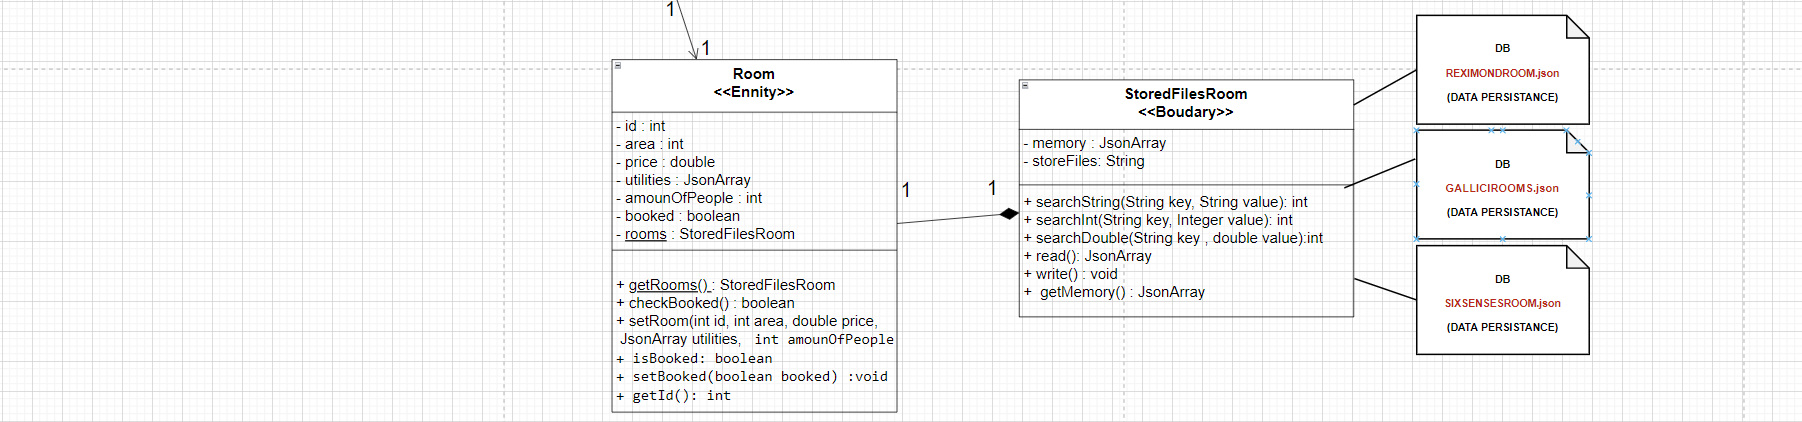 1
1
Room
<<Ennity>>
- id : int
- area : int
- price : double
- utilities : JsonArray
- amounOfPeople : int
- booked : boolean
- rooms : StoredFilesRoom
+ getRooms() : StoredFilesRoom
+ checkBooked() : boolean
+ setRoom(int id, int area, double price,
JsonArray utilities, int amounOfPeople
+ isBooked: boolean
+ setBooked(boolean booked) :void
+ getId(): int
1
1
StoredFilesRoom
<<Boudary>>
- memory : JsonArray
- storeFiles: String
+ searchString(String key, String value): int
+ searchInt(String key, Integer value): int
+ searchDouble(String key , double value):int
+ read(): JsonArray
+ write() : void
+ getMemory() : JsonArray
DB
REXIMONDROOM.json
(DATA PERSISTANCE)
DB
GALLICIROOMS.json
(DATA PERSISTANCE)
DB
SIXSENSESROOM.json
(DATA PERSISTANCE)